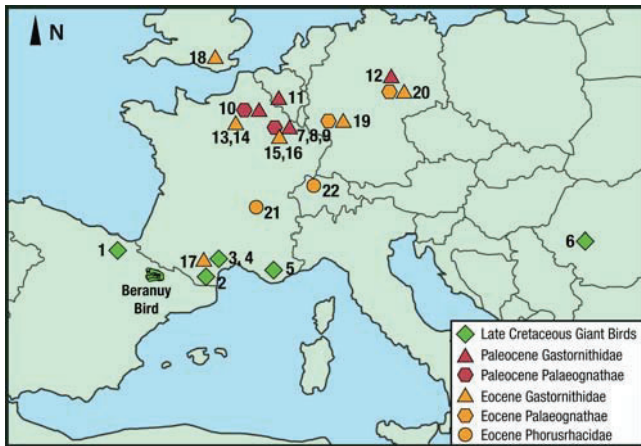 N
18
12
11
10
20
19
13,14
7,8,9
15,16
22
21
1
6
17
3, 4
5
2
Beranuy
Bird
Late Cretaceous Giant Birds
Paleocene Gastornithidae
Paleocene Palaeognathae
Eocene Gastornithidae
Eocene Palaeognathae
Eocene Phorusrhacidae